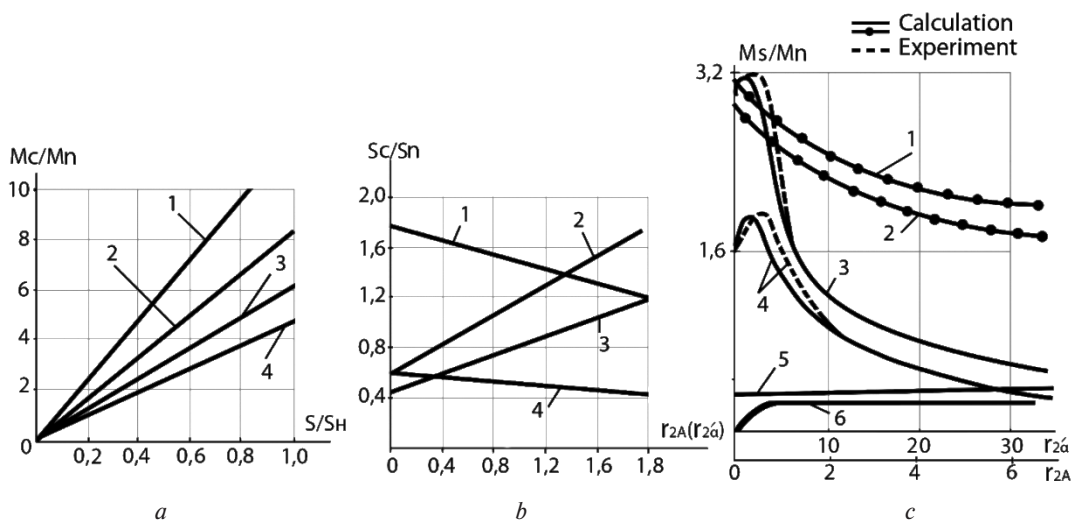 Calculation
Experiment
Mc/Mn
10
8
6
4
2
0
1
2
3
4
S/SH
0,2 0,4 0,6 0,8 1,0
a
Sc/Sn
2,0
1,6
1,2
0,8
0,4
1
2
3
4
r2A(r2á)
0 0,4 0,8 1,2 1,6 1,8
b
Ms/Mn
3,2
1,6
1
2
3
4
5
6
10 20 30 r2á
0 2 4 6 r2A
c